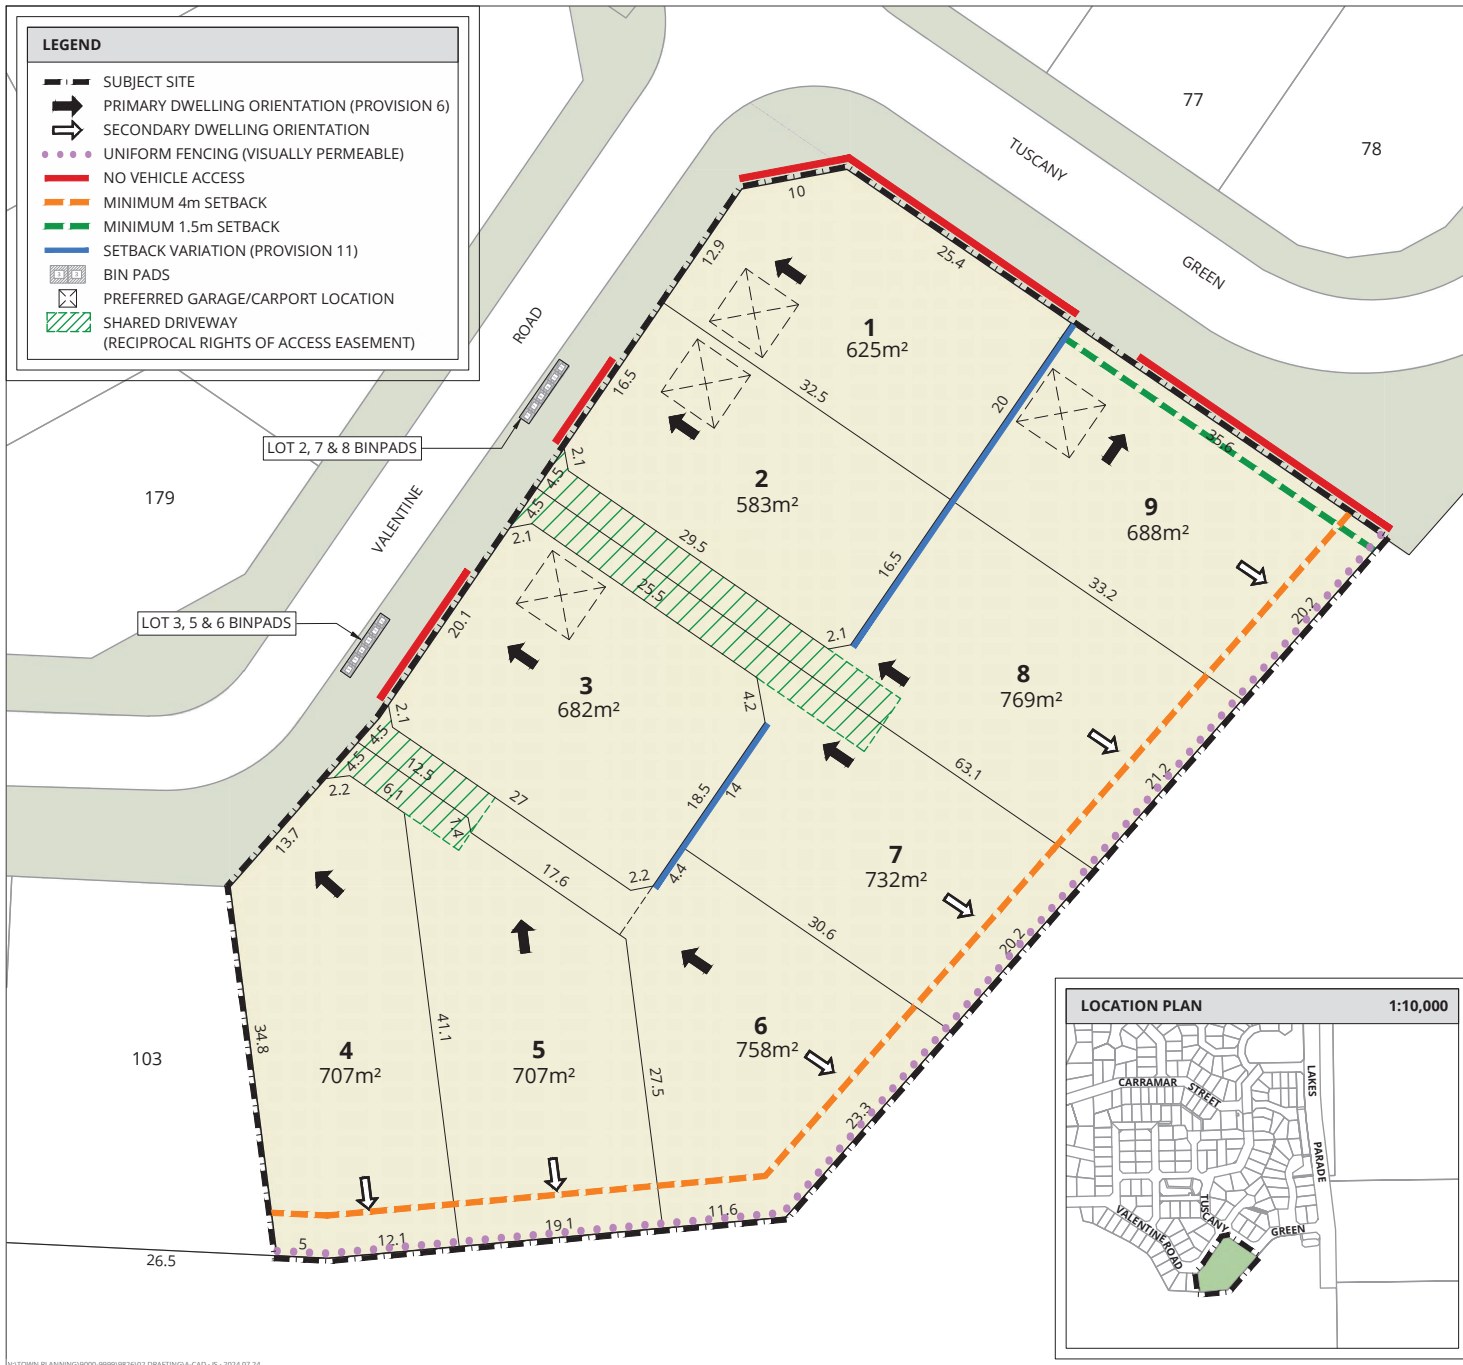 LEGEND
SUBJECT SITE
PRIMARY DWELLING ORIENTATION (PROVISION 6)
SECONDARY DWELLING ORIENTATION
UNIFORM FENCING (VISUALLY PERMEABLE)
NO VEHICLE ACCESS
MINIMUM 4m SETBACK
MINIMUM 1.5m SETBACK
SETBACK VARIATION (PROVISION 11)
BIN PADS
PREFERRED GARAGE/CARPORT LOCATION
SHARED DRIVEWAY
(RECIPROCAL RIGHTS OF ACCESS EASEMENT)
77
78
TUSCANY
GREEN
ROAD
VALENTINE
179
103
26.5
LOT 2, 7 & 8 BINPADS
LOT 3, 5 & 6 BINPADS
10
12.9
25.4
1
625m²
32.5
16.5
2.1
4.5
2
583m²
20
16.5
29.5
2.1
4.5
2.1
25.5
35.6
9
688m²
33.2
20.2
8
769m²
63.1
21.2
20.1
3
682m²
4.2
18.5
14
2.1
4.5
4.5
2.2
12.5
6.1
7.4
27
17.6
2.2
4.4
7
732m²
30.6
20.2
13.7
34.8
4
707m²
41.1
5
707m²
27.5
6
758m²
23.3
5
12.1
19.1
11.6
LOCATION PLAN
1:10,000
CARRAMAR
STREET
LAKES
PARADE
TUSCANY
GREEN
VALENTINE ROAD